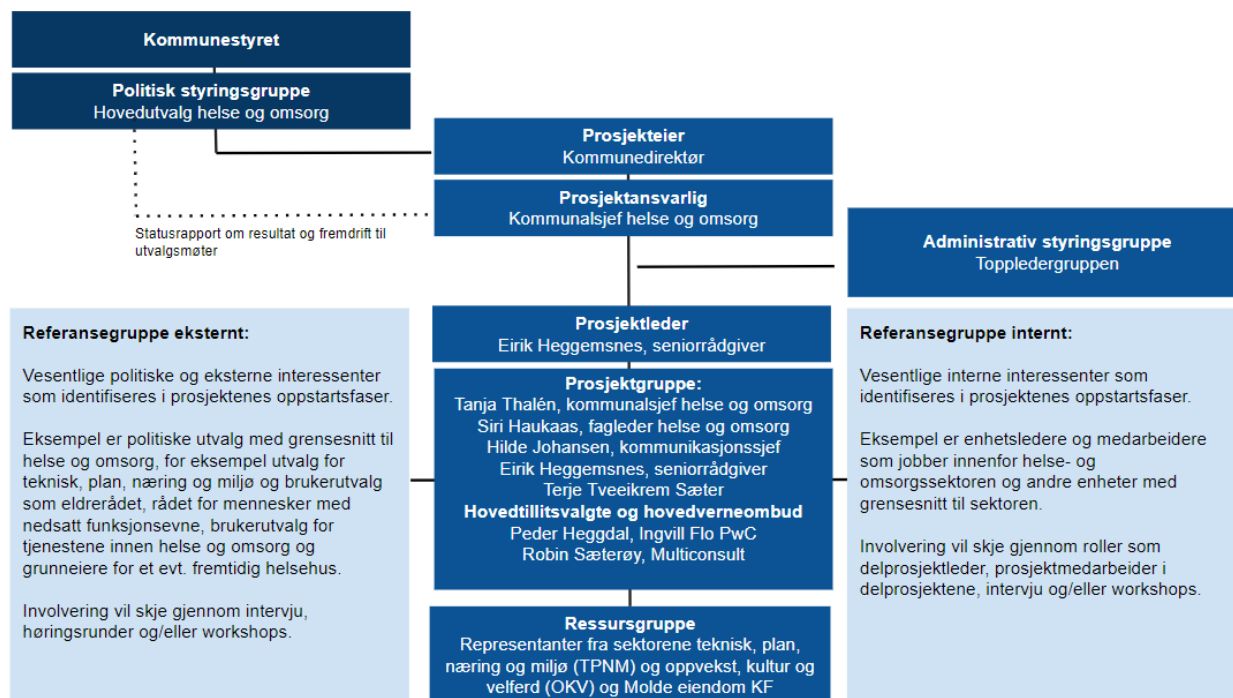 Kommunestyret
Politisk styringsgruppe
Hovedutvalg helse og omsorg
Prosjekteier
Kommunedirektør
Prosjektansvarlig
Kommunalsjef helse og omsorg
Statusrapport om resultat og fremdrift til
utvalgsmøter
Administrativ styringsgruppe
Toppledergruppen
Referansegruppe eksternt:
Vesentlige politiske og eksterne interessenter
som identifiseres i prosjektenes oppstartsfaser.
Eksempel er politiske utvalg med grensesnitt til
helse og omsorg, for eksempel utvalg for
teknisk, plan, næring og miljø og brukerutvalg
som eldrerådet, rådet for mennesker med
nedsatt funksjonsevne, brukerutvalg for
tjenestene innen helse og omsorg og
grunneiere for et evt. fremtidig helsehus.
Involvering vil skje gjennom intervju,
høringsrunder og/eller workshops.
Prosjektleder
Eirik Heggemsnes, seniorrådgiver
Prosjektgruppe:
Tanja Thalén, kommunalsjef helse og omsorg
Siri Haukaas, fagleder helse og omsorg
Hilde Johansen, kommunikasjonssjef
Eirik Heggemsnes, seniorrådgiver
Terje Tveeikrem Sæter
Hovedtillitsvalgte og hovedverneombud
Peder Heggdal, Ingvill Flo PwC
Robin Sæterøy, Multiconsult
Ressursgruppe
Representanter fra sektorene teknisk, plan,
næring og miljø (TPNM) og oppvekst, kultur og
velferd (OKV) og Molde eiendom KF
Referansegruppe internt:
Vesentlige interne interessenter som
identifiseres i prosjektenes oppstartsfaser.
Eksempel er enhetsledere og medarbeidere
som jobber innenfor helse- og
omsorgssektoren og andre enheter med
grensesnitt til sektoren.
Involvering vil skje gjennom roller som
delprosjektleder, prosjektmedarbeider i
delprosjektene, intervju og/eller workshops.